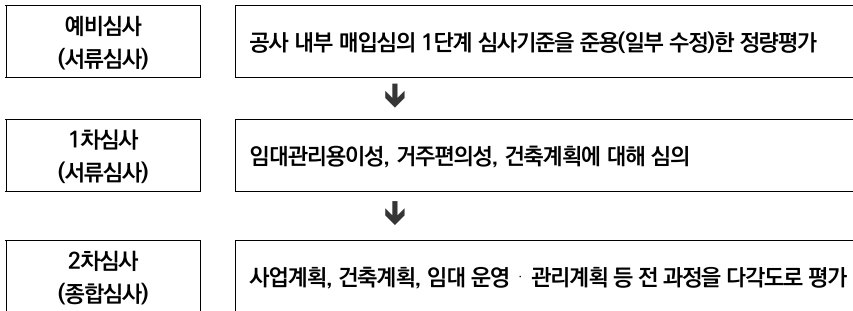 예비심사
(서류심사)
공사 내부 매입심의 1단계 심사기준을 준용(일부 수정)한 정량평가
1차심사
(서류심사)
임대관리용이성, 거주편의성, 건축계획에 대해 심의
2차심사
(종합심사)
사업계획, 건축계획, 임대 운영 · 관리계획 등 전 과정을 다각도로 평가